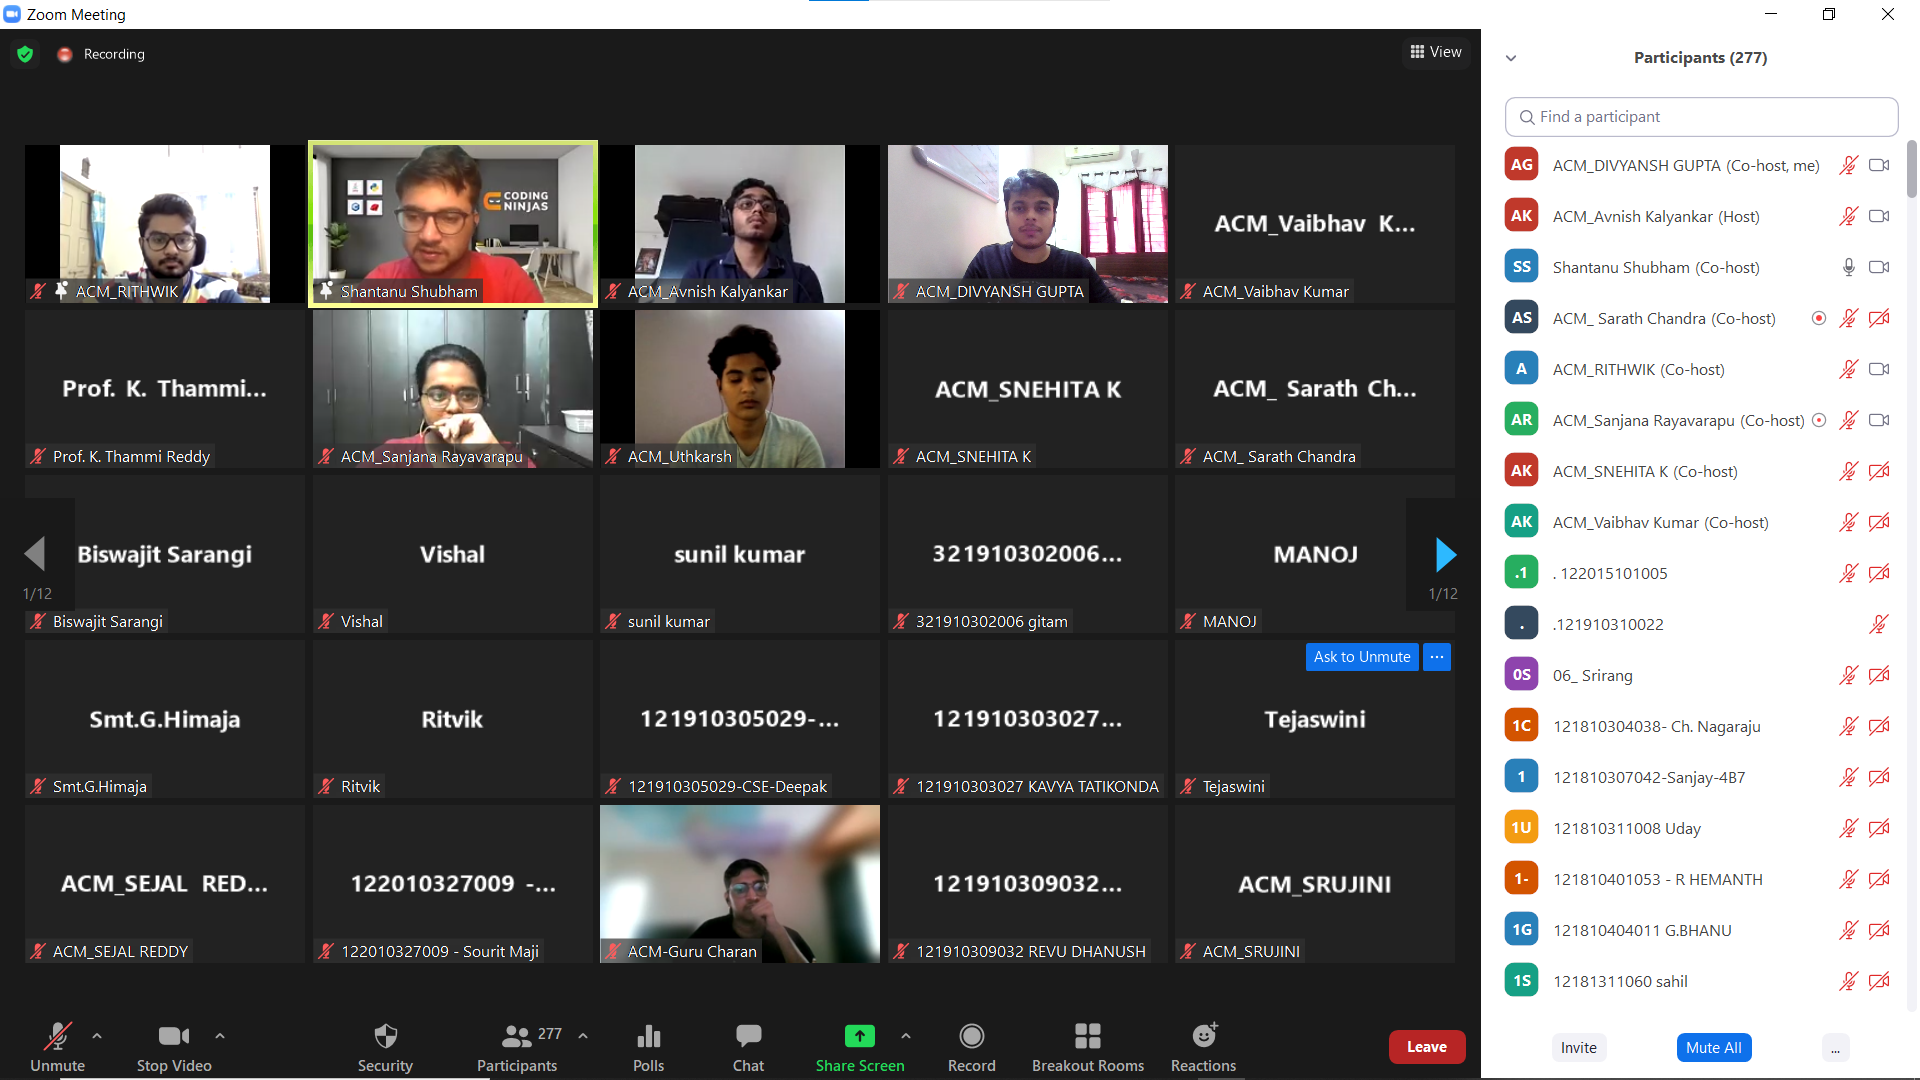 Zoom Meeting
Recording
View
CODING
NINJAS
ACM_RITHWIK
Shantanu Shubham
ACM_Avnish Kalyankar
ACM_DIVYANSH GUPTA
ACM_Vaibhav K...
ACM_Vaibhav Kumar
Prof. K. Thammi...
Prof. K. Thammi Reddy
ACM_Sanjana Rayavarapu
ACM_Uthkarsh
ACM_SNEHITA K
ACM_SNEHITA K
ACM_ Sarath Ch...
ACM_ Sarath Chandra
Biswajit Sarangi
Biswajit Sarangi
1/12
Vishal
Vishal
sunil kumar
sunil kumar
321910302006...
321910302006 gitam
MANOJ
MANOJ
1/12
Smt.G.Himaja
Smt.G.Himaja
Ritvik
Ritvik
121910305029-...
121910305029-CSE-Deepak
121910303027...
121910303027 KAVYA TATIKONDA
Ask to Unmute ...
Tejaswini
Tejaswini
ACM_SEJAL RED...
ACM_SEJAL REDDY
122010327009 -...
122010327009 - Sourit Maji
ACM-Guru Charan
121910309032...
121910309032 REVU DHANUSH
ACM_SRUJINI
ACM_SRUJINI
Unmute
Stop Video
Security
277
Participants
Polls
Chat
Share Screen
Record
Breakout Rooms
Reactions
Leave
Participants (277)
Find a participant
AG ACM_DIVYANSH GUPTA (Co-host, me)
AK ACM_Avnish Kalyankar (Host)
SS Shantanu Shubham (Co-host)
AS ACM_ Sarath Chandra (Co-host)
A ACM_RITHWIK (Co-host)
AR ACM_Sanjana Rayavarapu (Co-host)
AK ACM_SNEHITA K (Co-host)
AK ACM_Vaibhav Kumar (Co-host)
.1 . 122015101005
. .121910310022
0S 06_ Srirang
1C 121810304038- Ch. Nagaraju
1 121810307042-Sanjay-4B7
1U 121810311008 Uday
1- 121810401053 - R HEMANTH
1G 121810404011 G.BHANU
1S 12181311060 sahil
Invite
Mute All
...